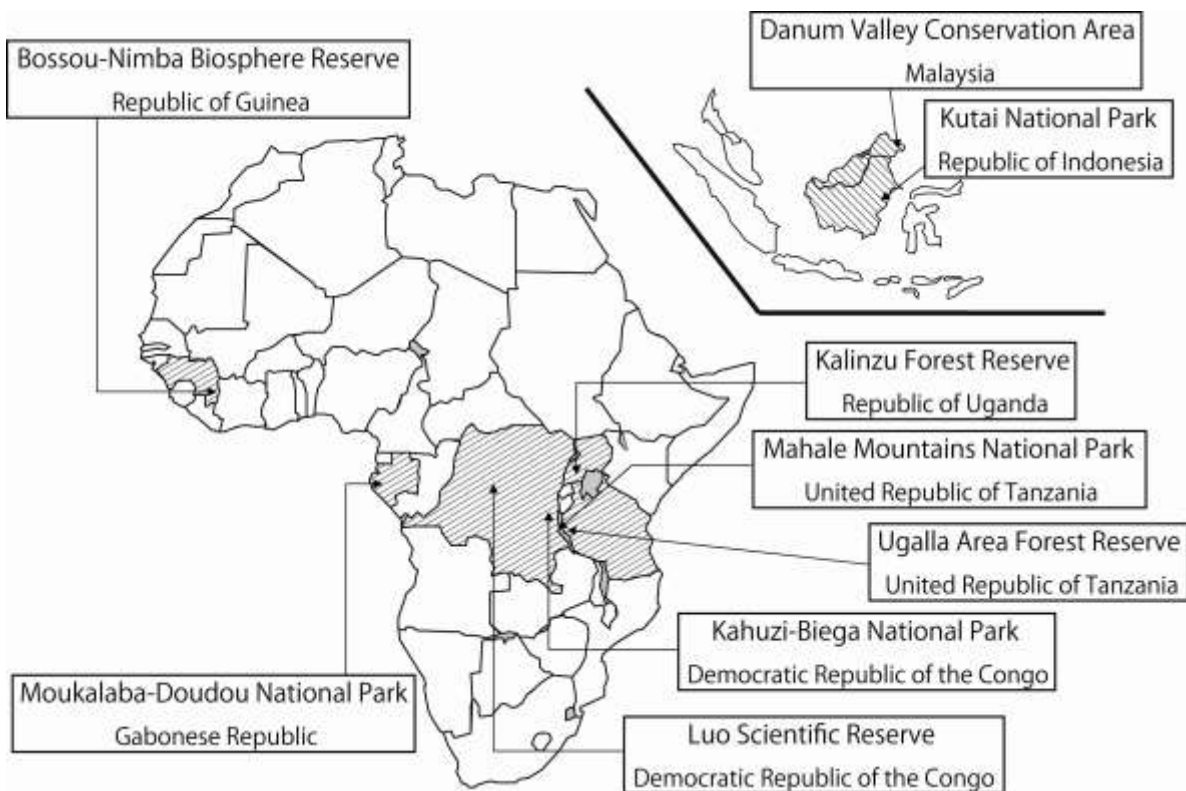 Danum Valley Conservation Area
Malaysia
Bossou-Nimba Biosphere Reserve
Republic of Guinea
Kutai National Park
Republic of Indonesia
Kalinzu Forest Reserve
Republic of Uganda
Mahale Mountains National Park
United Republic of Tanzania
Ugalla Area Forest Reserve
United Republic of Tanzania
Kahuzi-Biega National Park
Democratic Republic of the Congo
Moukalaba-Doudou National Park
Gabonese Republic
Luo Scientific Reserve
Democratic Republic of the Congo